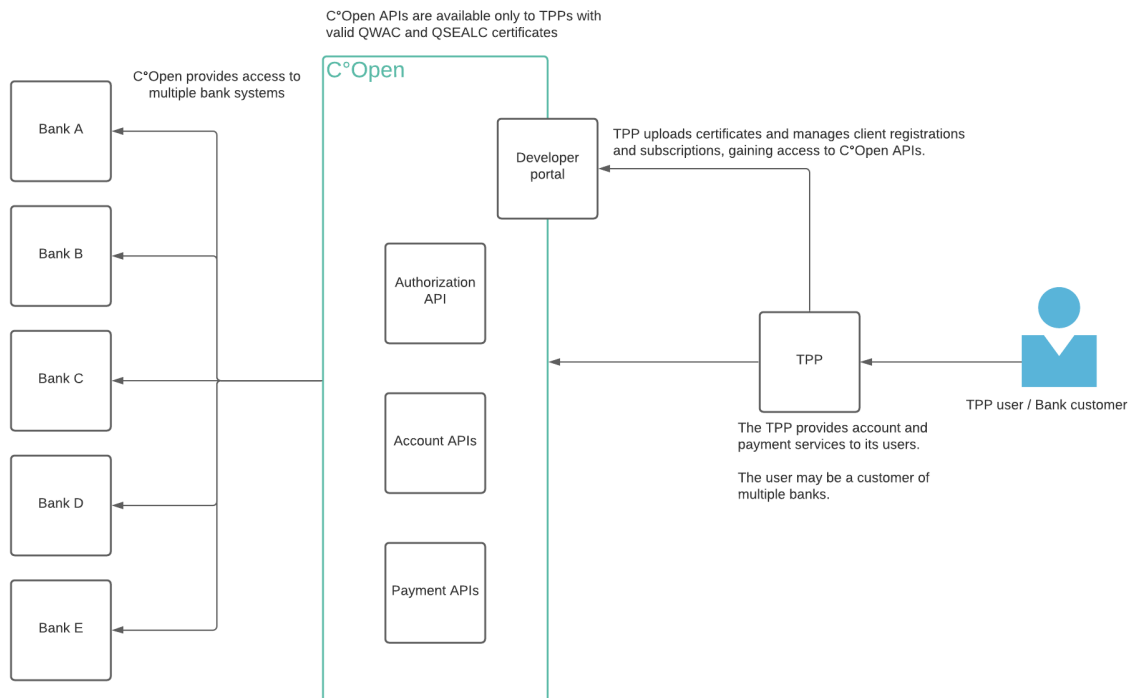 C°Open APIs are available only to TPPs with
valid QWAC and QSEALC certificates
C°Open
C°Open provides access to
multiple bank systems
Bank A
Bank B
Bank C
Bank D
Bank E
Developer
portal
TPP uploads certificates and manages client registrations
and subscriptions, gaining access to C°Open APIs.
Authorization
API
Account APIs
Payment APIs
TPP
The TPP provides account and
payment services to its users.
The user may be a customer of
multiple banks.
TPP user / Bank customer